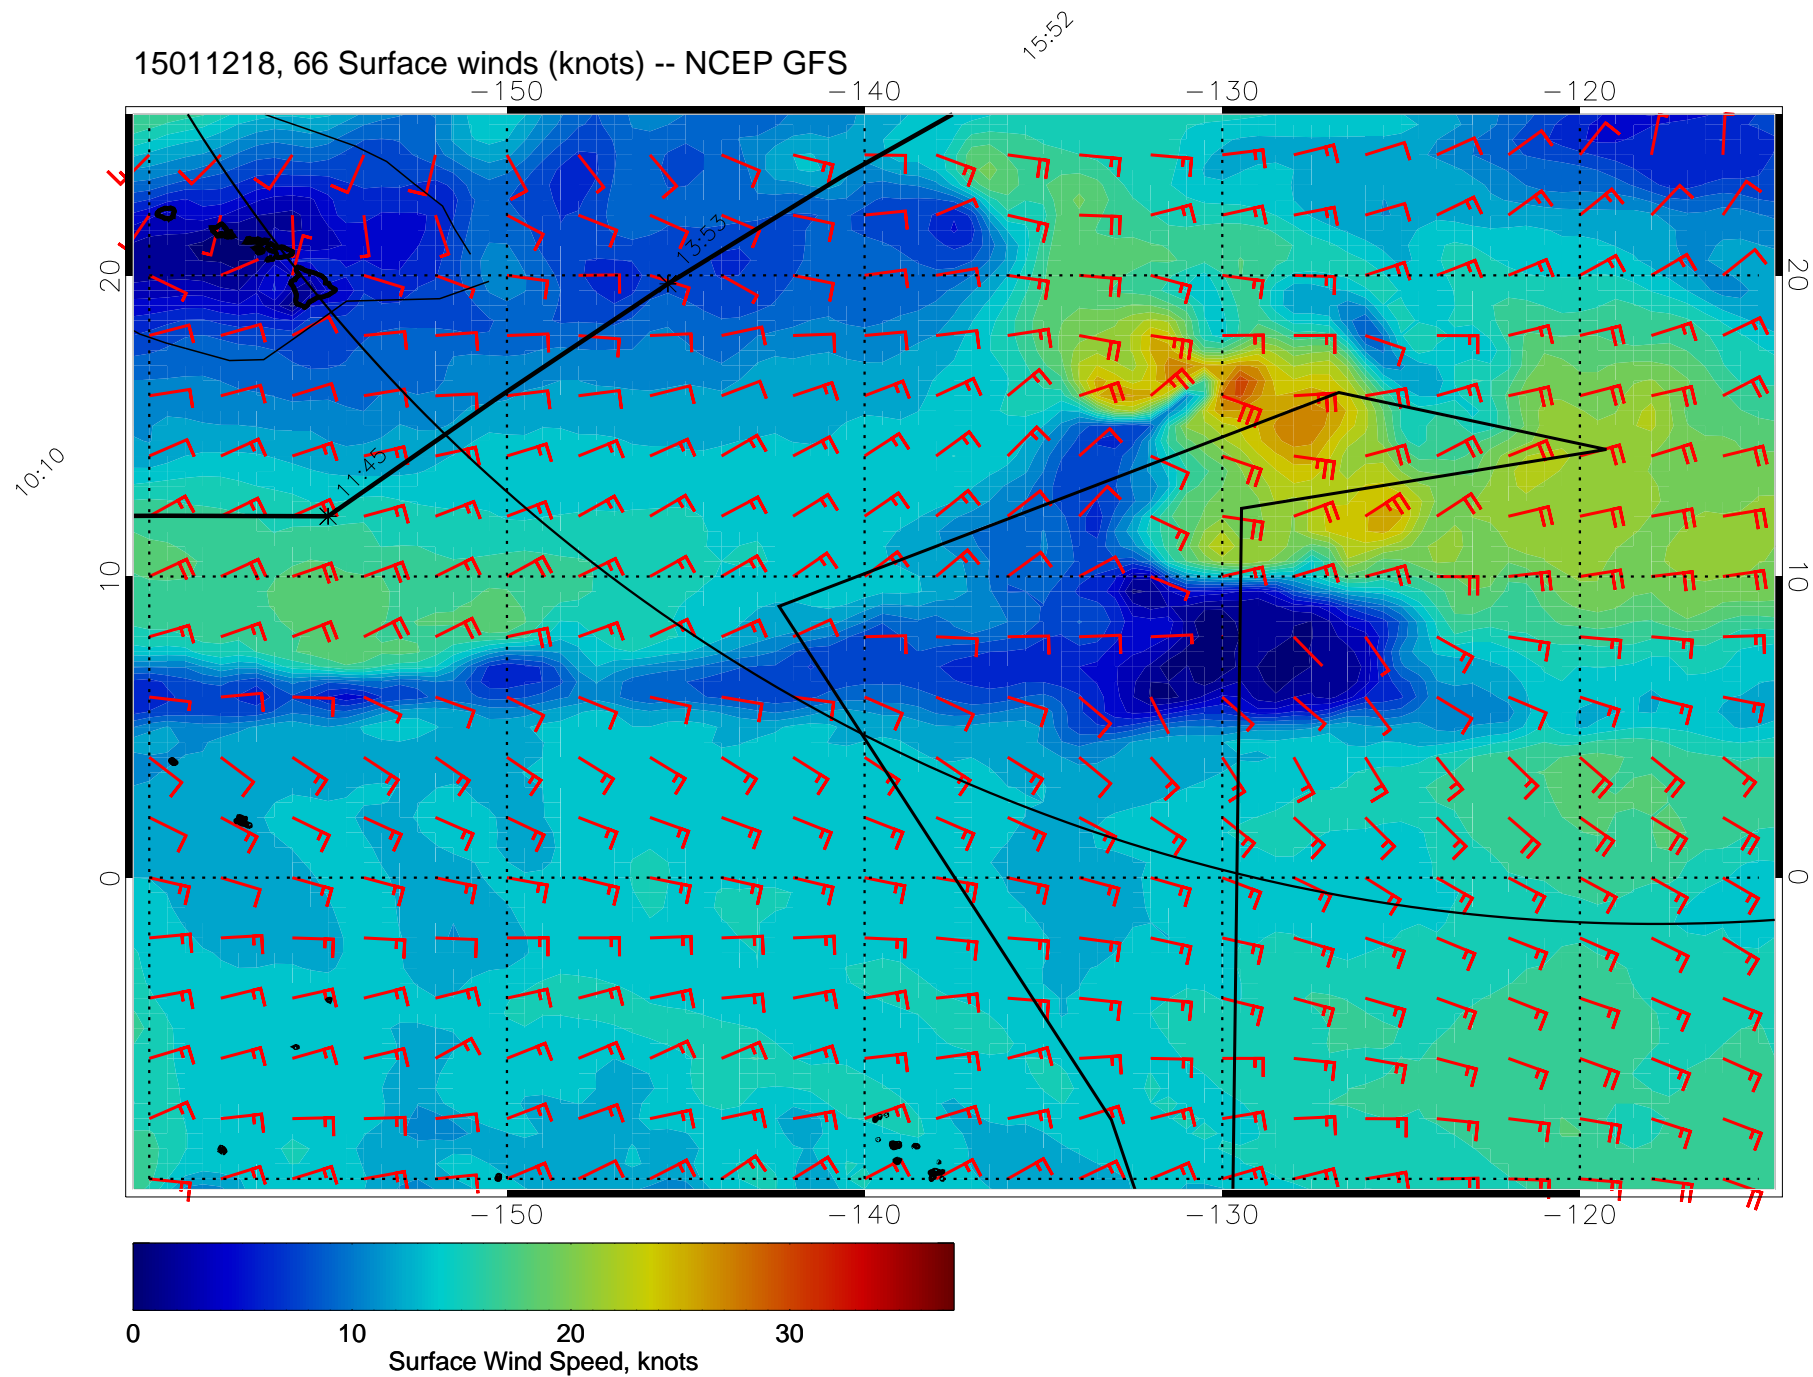 15:52
15011218, 66 Surface winds (knots) -- NCEP GFS
-150 -140 -130 -120
13:53
20 20
11:45
10:10
10 10
0 0
-150 -140 -130 -120
0 10 20 30
Surface Wind Speed, knots